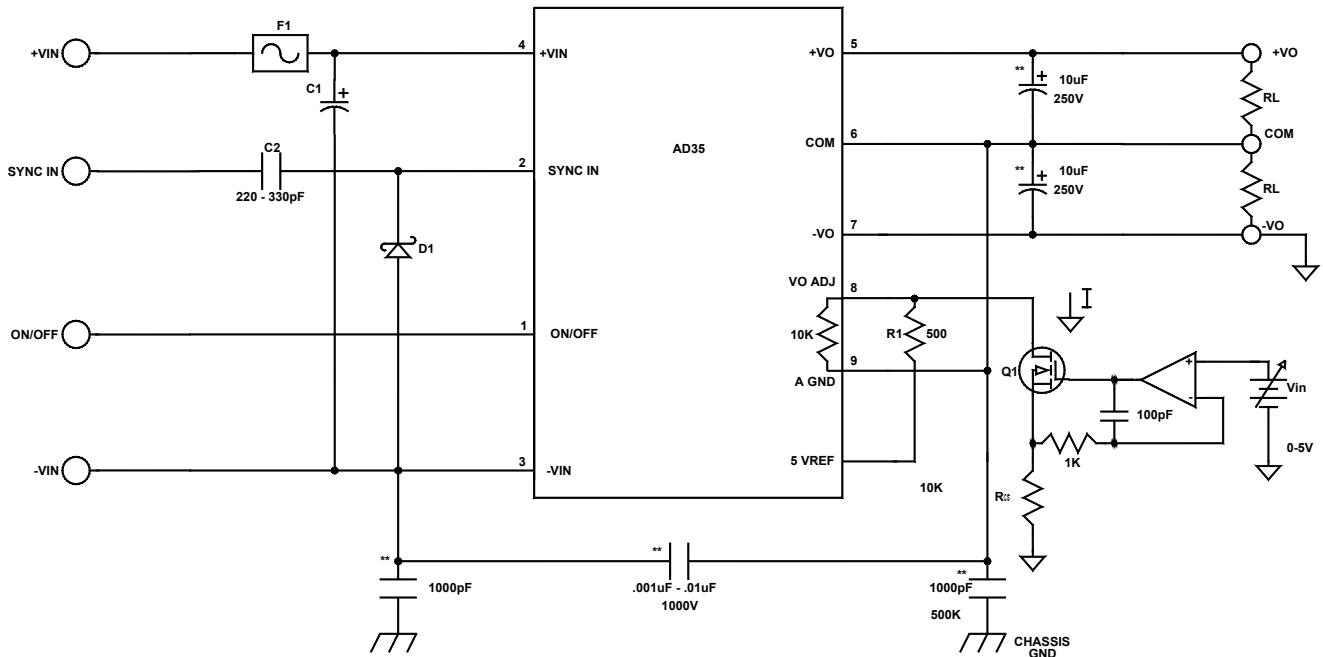 F1
+VIN
4
+VIN
C1
+
C2
SYNC IN
2
SYNC IN
220 - 330pF
D1
ON/OFF
1
ON/OFF
-VIN
3
-VIN
AD35
+VO
5
+VO
**
+
10uF
250V
RL
COM
6
COM
**
+
10uF
250V
RL
-VO
7
-VO
VO ADJ
8
10K
R1
500
I
A GND
9
Q1
+
-
Vin
100pF
0-5V
1K
5 VREF
10K
**
1000pF
**
.001uF - .01uF
1000V
**
1000pF
500K
CHASSIS
GND